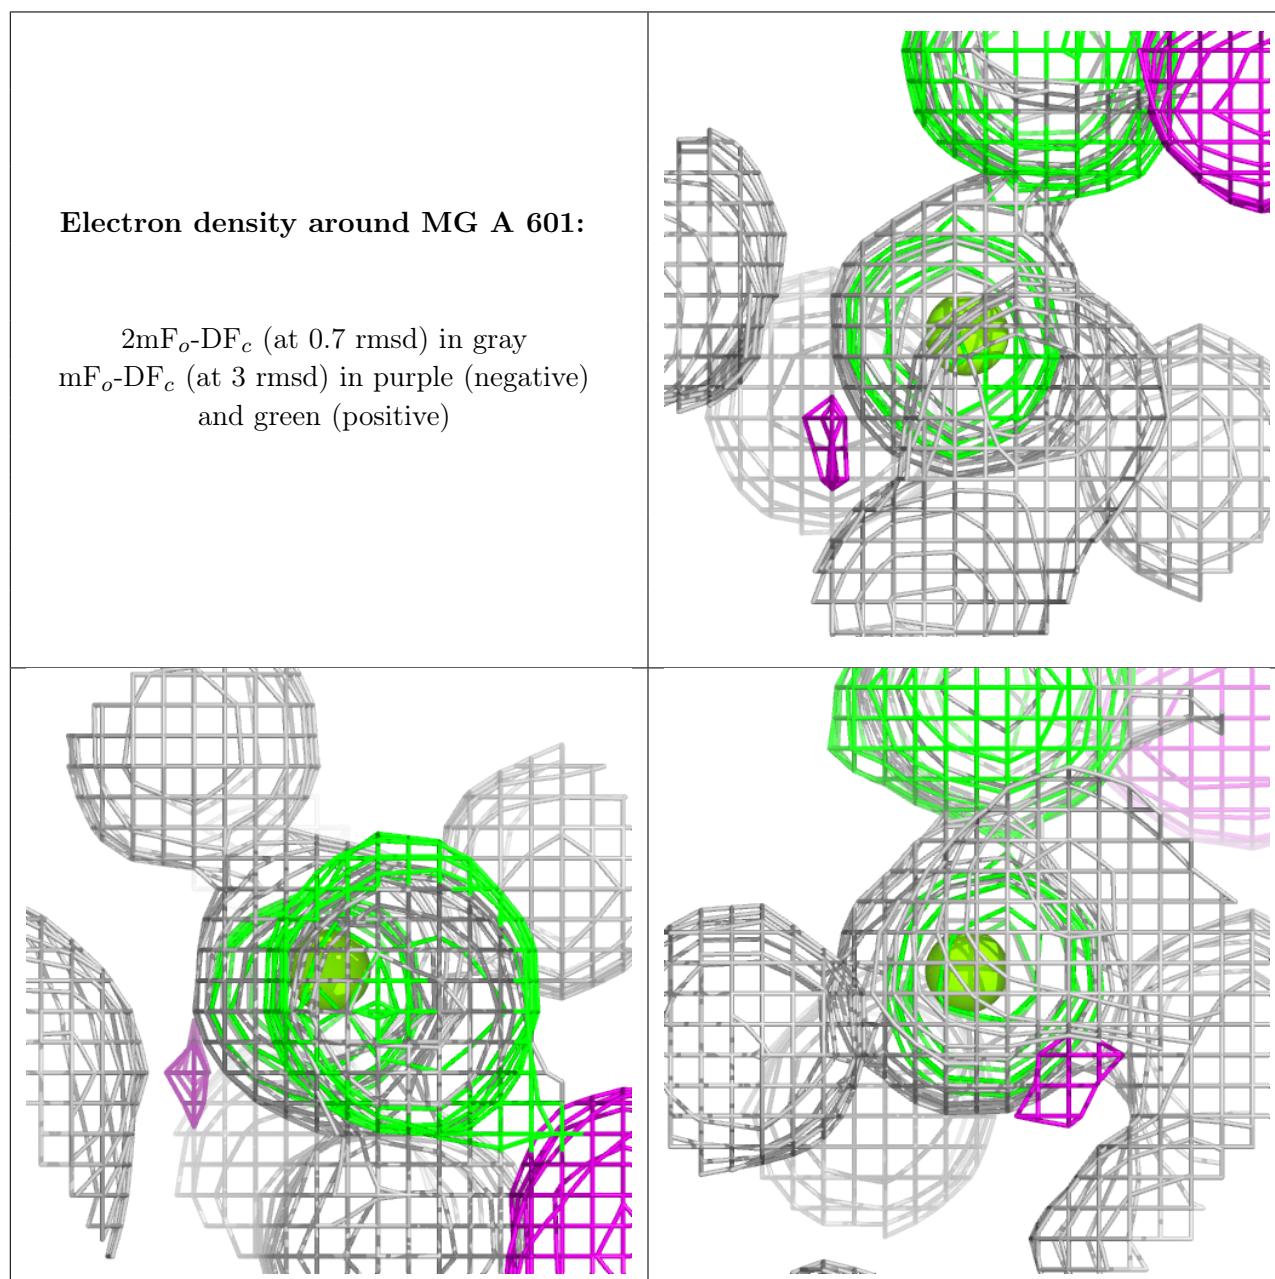 Electron density around MG A 601:
2mFo-DFc (at 0.7 rmsd) in gray
mFo-DFc (at 3 rmsd) in purple (negative)
and green (positive)